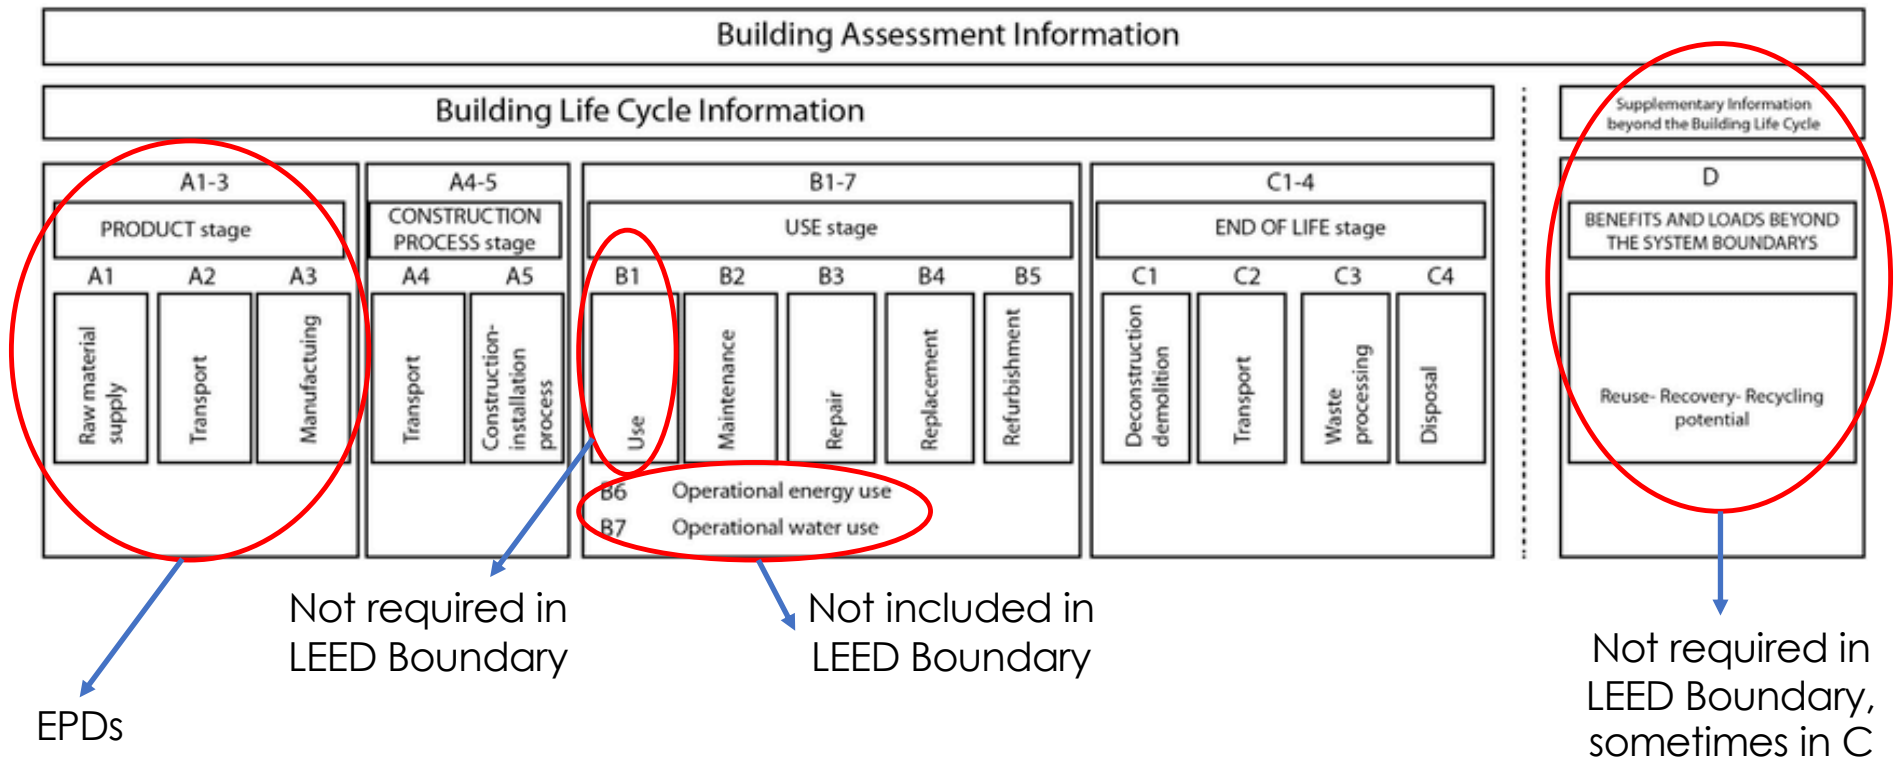 Building Assessment Information
Building Life Cycle Information
Supplementary Information
beyond the Building Life Cycle
A1-3
PRODUCT stage
A1
A2
A3
Raw material
supply
Transport
Manufactuing
A4-5
CONSTRUCTION
PROCESS stage
A4
A5
Transport
Construction-
installation
process
B1-7
USE stage
B1
B2
B3
B4
B5
Use
Maintenance
Repair
Replacement
Refurbishment
B6 Operational energy use
B7 Operational water use
C1-4
END OF LIFE stage
C1
C2
C3
C4
Deconstruction
demolition
Transport
Waste
processing
Disposal
D
BENEFITS AND LOADS BEYOND
THE SYSTEM BOUNDARYS
Reuse- Recovery- Recycling
potential
EPDs
Not required in
LEED Boundary
Not included in
LEED Boundary
Not required in
LEED Boundary,
sometimes in C